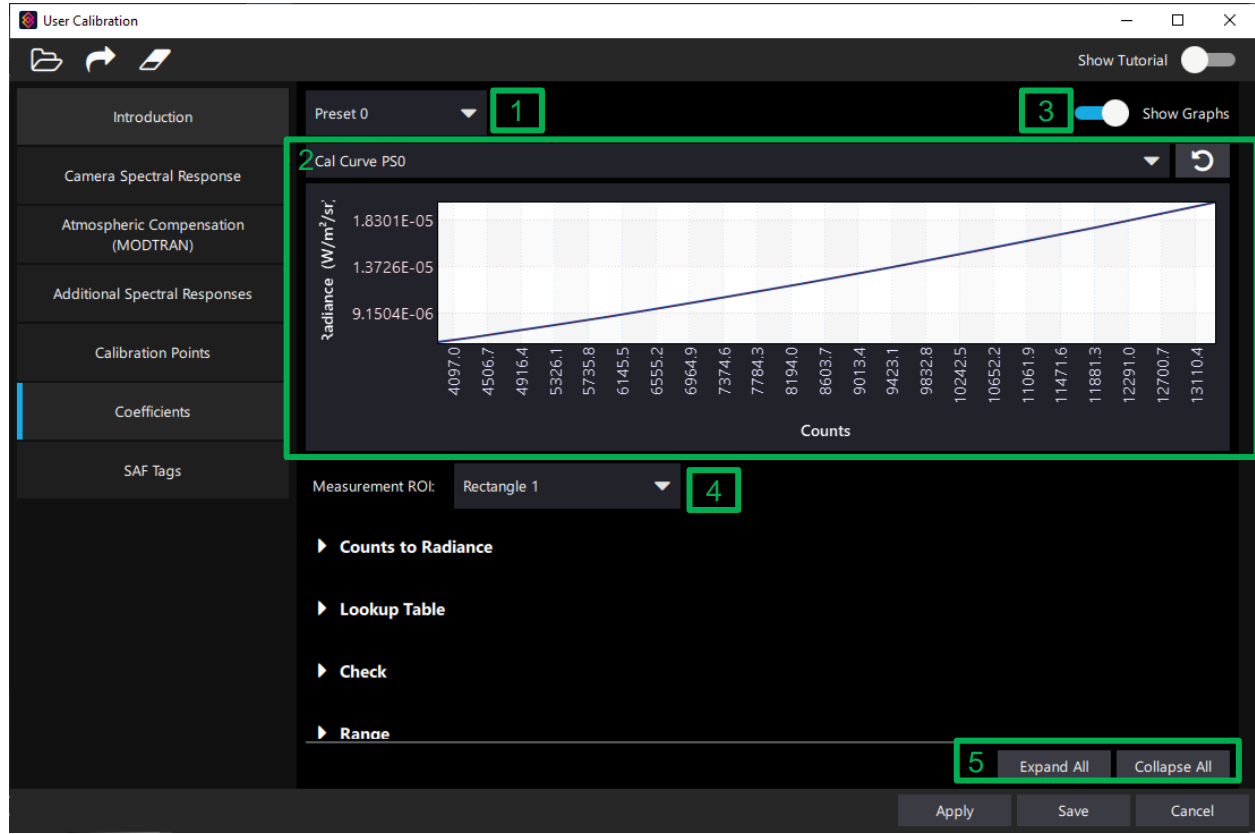 User Calibration
Show Tutorial
Introduction
Camera Spectral Response
Atmospheric Compensation
(MODTRAN)
Additional Spectral Responses
Calibration Points
Coefficients
SAF Tags
Preset 0
1
3
Show Graphs
2
Cal Curve PS0
Radiance (W/m²/sr)
1.8301E-05
1.3726E-05
9.1504E-06
4097.0
4506.7
4916.4
5326.1
5735.8
6145.5
6555.2
6964.9
7374.6
7784.3
8194.0
8603.7
9013.4
9423.1
9832.8
10242.5
10652.2
11061.9
11471.6
11881.3
12291.0
12700.7
13110.4
Counts
Measurement ROI:
Rectangle 1
4
Counts to Radiance
Lookup Table
Check
Range
5
Expand All
Collapse All
Apply
Save
Cancel